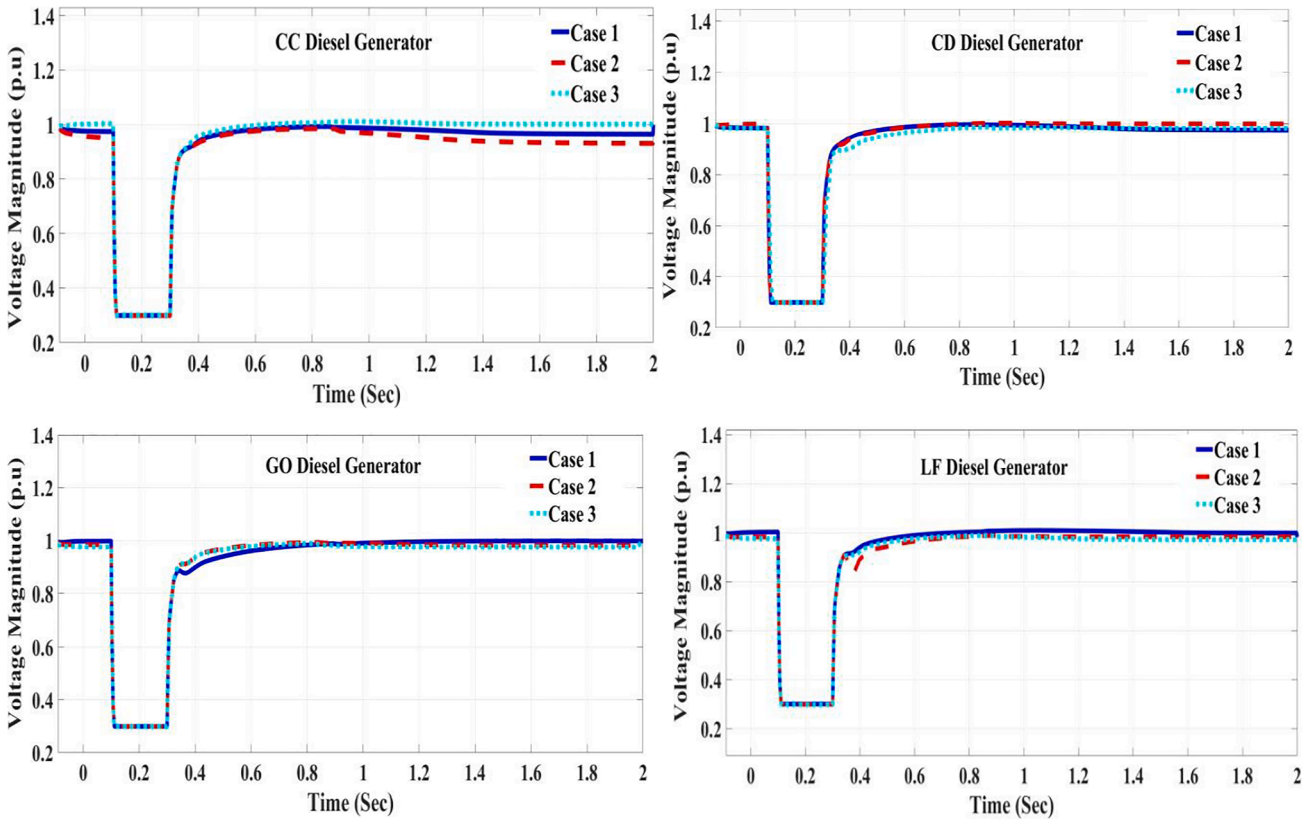 CC Diesel Generator
Case 1
Case 2
Case 3
Voltage Magnitude (p.u)
1.4
1.2
1
0.8
0.6
0.4
0.2
0 0.2 0.4 0.6 0.8 1 1.2 1.4 1.6 1.8 2
Time (Sec)
CD Diesel Generator
Case 1
Case 2
Case 3
Voltage Magnitude (p.u)
1.4
1.2
1
0.8
0.6
0.4
0.2
0 0.2 0.4 0.6 0.8 1 1.2 1.4 1.6 1.8 2
Time (Sec)
GO Diesel Generator
Case 1
Case 2
Case 3
Voltage Magnitude (p.u)
1.4
1.2
1
0.8
0.6
0.4
0.2
0 0.2 0.4 0.6 0.8 1 1.2 1.4 1.6 1.8 2
Time (Sec)
LF Diesel Generator
Case 1
Case 2
Case 3
Voltage Magnitude (p.u)
1.4
1.2
1
0.8
0.6
0.4
0.2
0 0.2 0.4 0.6 0.8 1 1.2 1.4 1.6 1.8 2
Time (Sec)